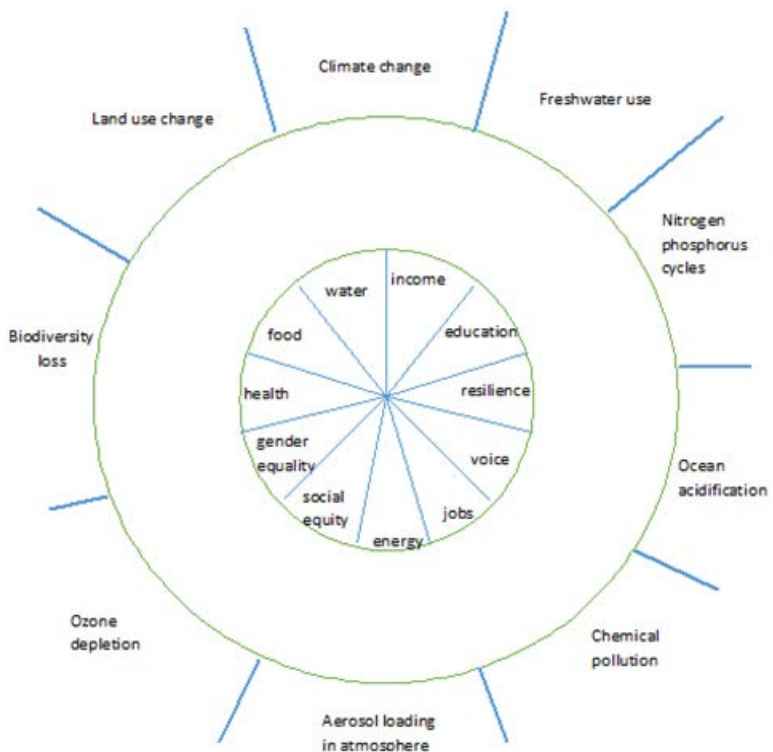 Climate change
Freshwater use
Land use change
Nitrogen
phosphorus
cycles
water
income
food
education
Biodiversity
loss
health
resilience
gender
equality
voice
Ocean
acidification
social
equity
jobs
energy
Ozone
depletion
Chemical
pollution
Aerosol loading
in atmosphere